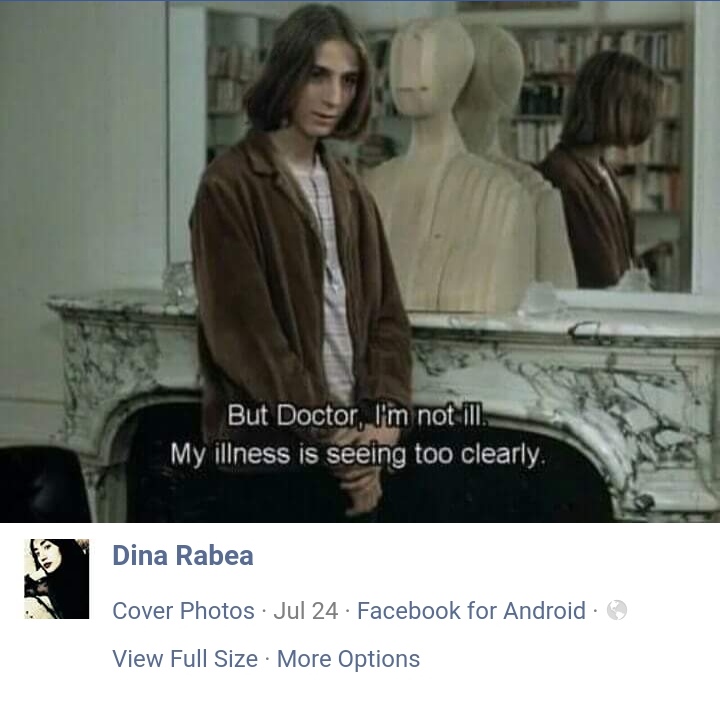 But Doctor, I'm not ill.
My illness is seeing too clearly.
Dina Rabea
Cover Photos · Jul 24 · Facebook for Android ·
View Full Size · More Options